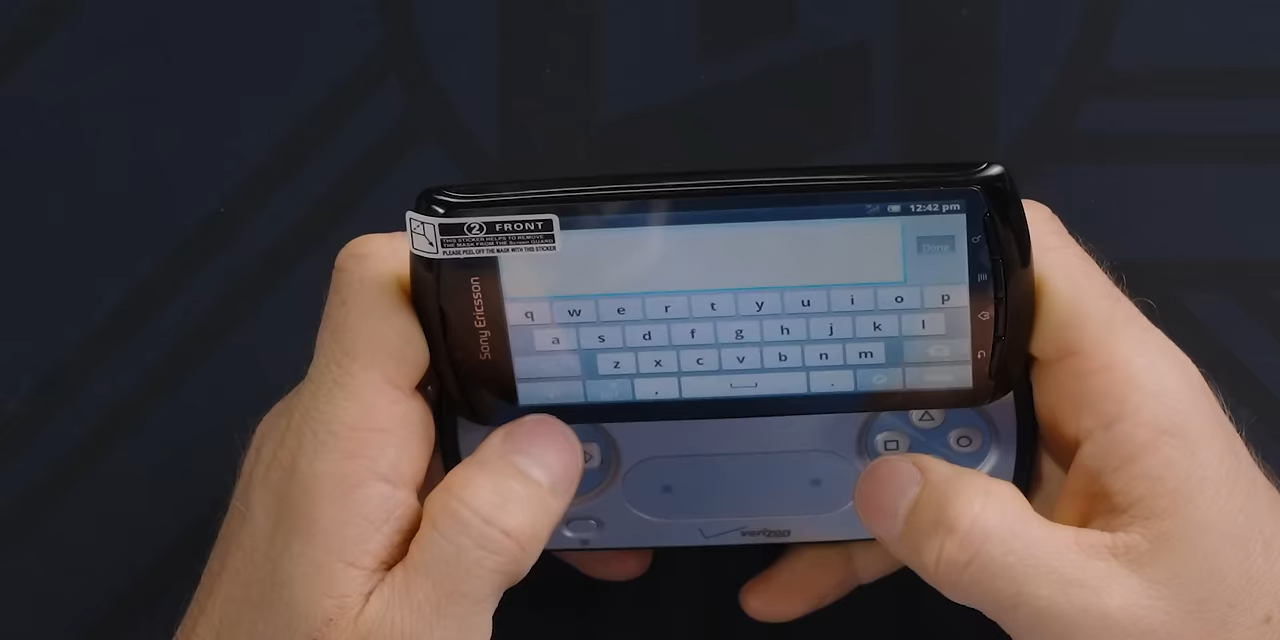 12:42 pm
2 FRONT
THIS STICKER HELPS TO REMOVE
THE MASK FROM THE Screen GUARD
PLEASE PEEL OFF THE MASK WITH THIS STICKER
Done
Sony Ericsson
q w e r t y u i o p
a s d f g h j k l
z x c v b n m
, .
verizon